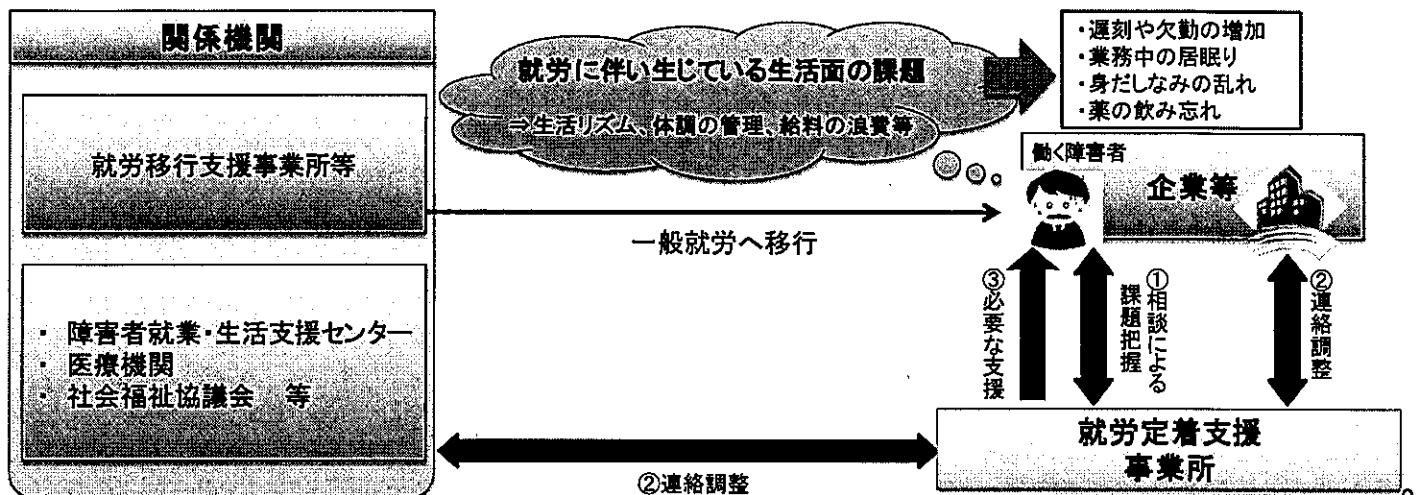 関係機関
就労移行支援事業所等
・ 障害者就業・生活支援センター
・ 医療機関
・ 社会福祉協議会 等
就労に伴い生じている生活面の課題
⇒生活リズム、体調の管理、給料の浪費等
・遅刻や欠勤の増加
・業務中の居眠り
・身だしなみの乱れ
・薬の飲み忘れ
働く障害者
企業等
一般就労へ移行
③必要な支援
①相談による
課題把握
②連絡調整
就労定着支援
事業所
②連絡調整